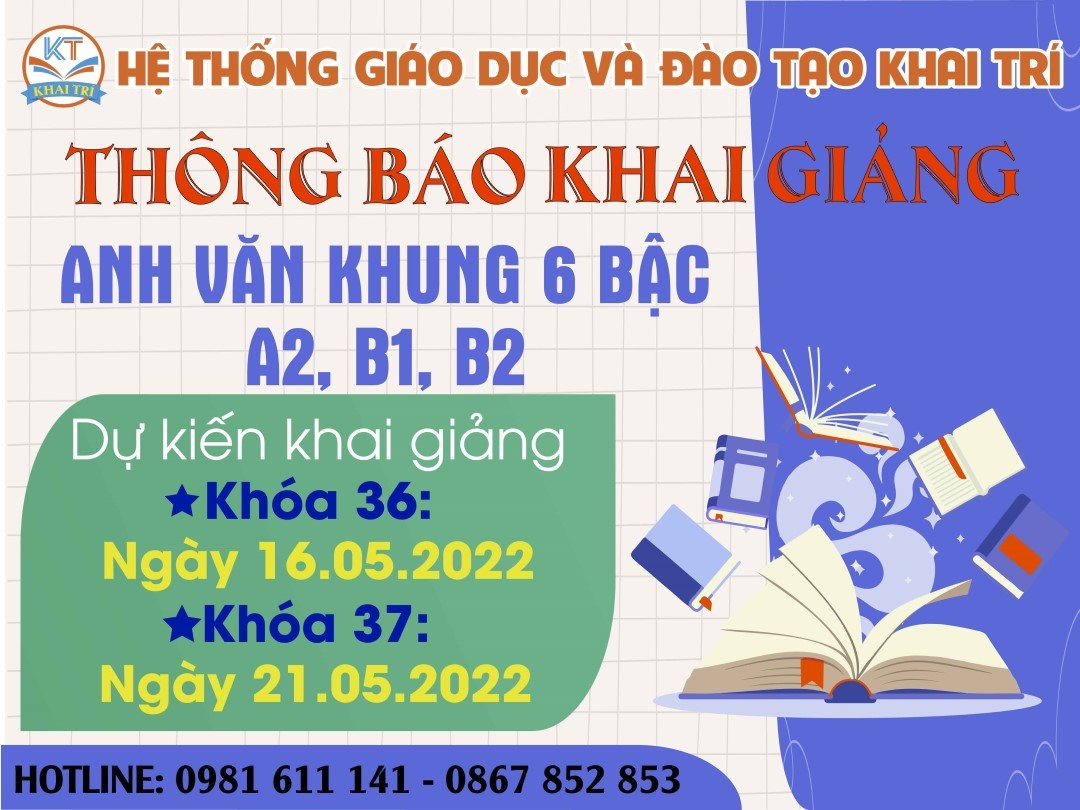 KT
KHAI TRÍ
HỆ THỐNG GIÁO DỤC VÀ ĐÀO TẠO KHAI TRÍ
THÔNG BÁO KHAI GIẢNG
ANH VĂN KHUNG 6 BẬC
A2, B1, B2
Dự kiến khai giảng
★Khóa 36:
Ngày 16.05.2022
★Khóa 37:
Ngày 21.05.2022
HOTLINE: 0981 611 141 - 0867 852 853